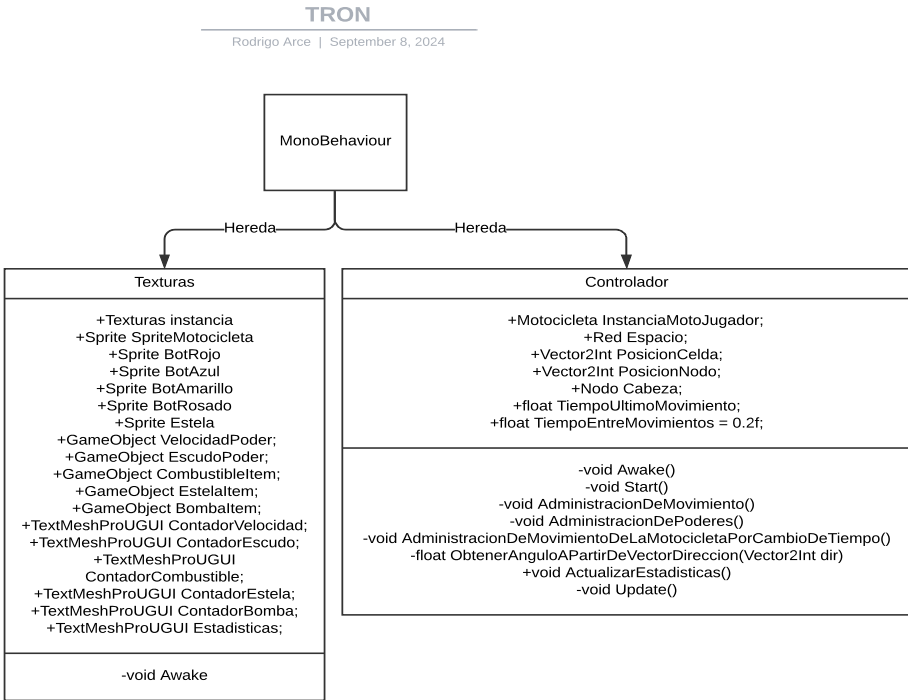 TRON
Rodrigo Arce | September 8, 2024
MonoBehaviour
Hereda
Hereda
Texturas
+Texturas instancia
+Sprite SpriteMotocicleta
+Sprite BotRojo
+Sprite BotAzul
+Sprite BotAmarillo
+Sprite BotRosado
+Sprite Estela
+GameObject VelocidadPoder;
+GameObject EscudoPoder;
+GameObject CombustibleItem;
+GameObject EstelaItem;
+GameObject BombaItem;
+TextMeshProUGUI ContadorVelocidad;
+TextMeshProUGUI ContadorEscudo;
+TextMeshProUGUI
ContadorCombustible;
+TextMeshProUGUI ContadorEstela;
+TextMeshProUGUI ContadorBomba;
+TextMeshProUGUI Estadisticas;
-void Awake
Controlador
+Motocicleta InstanciaMotoJugador;
+Red Espacio;
+Vector2Int PosicionCelda;
+Vector2Int PosicionNodo;
+Nodo Cabeza;
+float TiempoUltimoMovimiento;
+float TiempoEntreMovimientos = 0.2f;
-void Awake()
-void Start()
-void AdministracionDeMovimiento()
-void AdministracionDePoderes()
-void AdministracionDeMovimientoDeLaMotocicletaPorCambioDeTiempo()
-float ObtenerAnguloAPartirDeVectorDireccion(Vector2Int dir)
+void ActualizarEstadisticas()
-void Update()